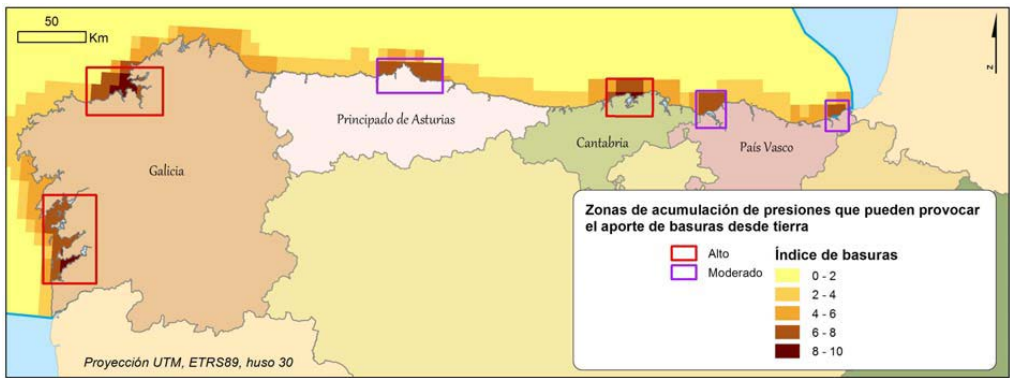 50
Km
z
Principado de Asturias
Galicia
Cantabria
País Vasco
Zonas de acumulación de presiones que pueden provocar
el aporte de basuras desde tierra
Alto
Moderado
Índice de basuras
0 - 2
2 - 4
4 - 6
6 - 8
8 - 10
Proyección UTM, ETRS89, huso 30